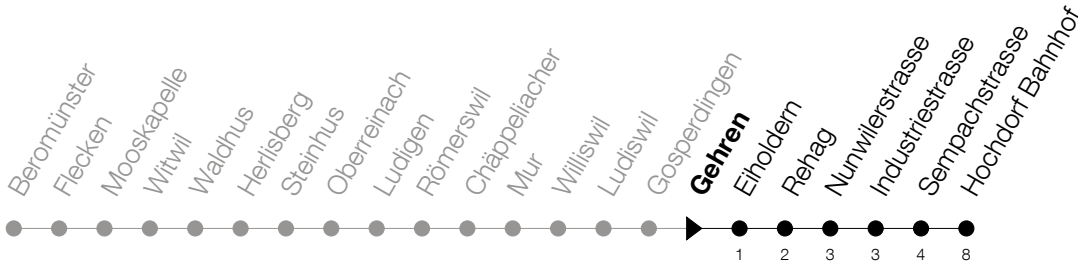 Beromünster
Flecken
Mooskapelle
Witwil
Waldhus
Herlisberg
Steinhus
Oberreinach
Ludigen
Römerswil
Chäppeliacher
Mur
Williswil
Ludiswil
Gosperdingen
Gehren
Eiholdern
Rehag
Nunwilerstrasse
Industriestrasse
Sempachstrasse
Hochdorf Bahnhof
1 2 3 3 4 8